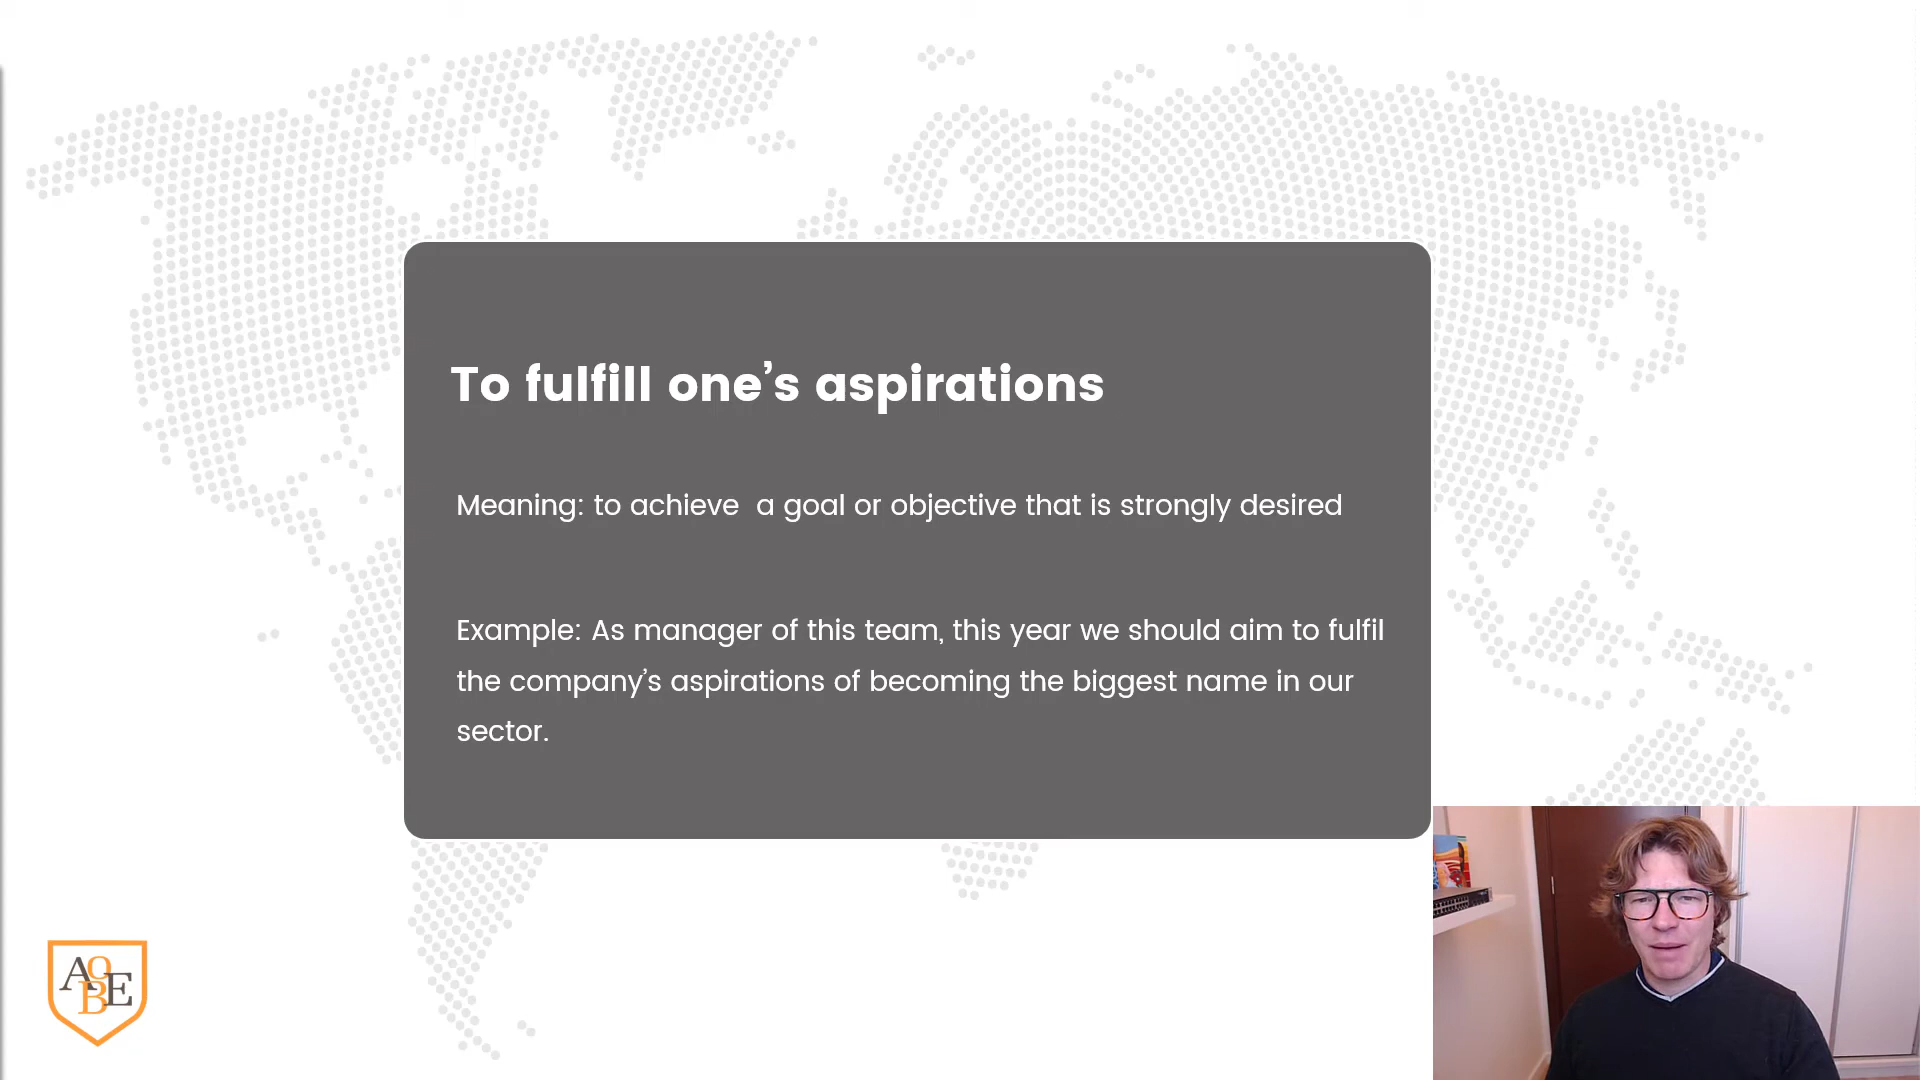 To fulfill one’s aspirations
Meaning: to achieve  a goal or objective that is strongly desired
Example: As manager of this team, this year we should aim to fulfil
the company’s aspirations of becoming the biggest name in our
sector.
AOBE